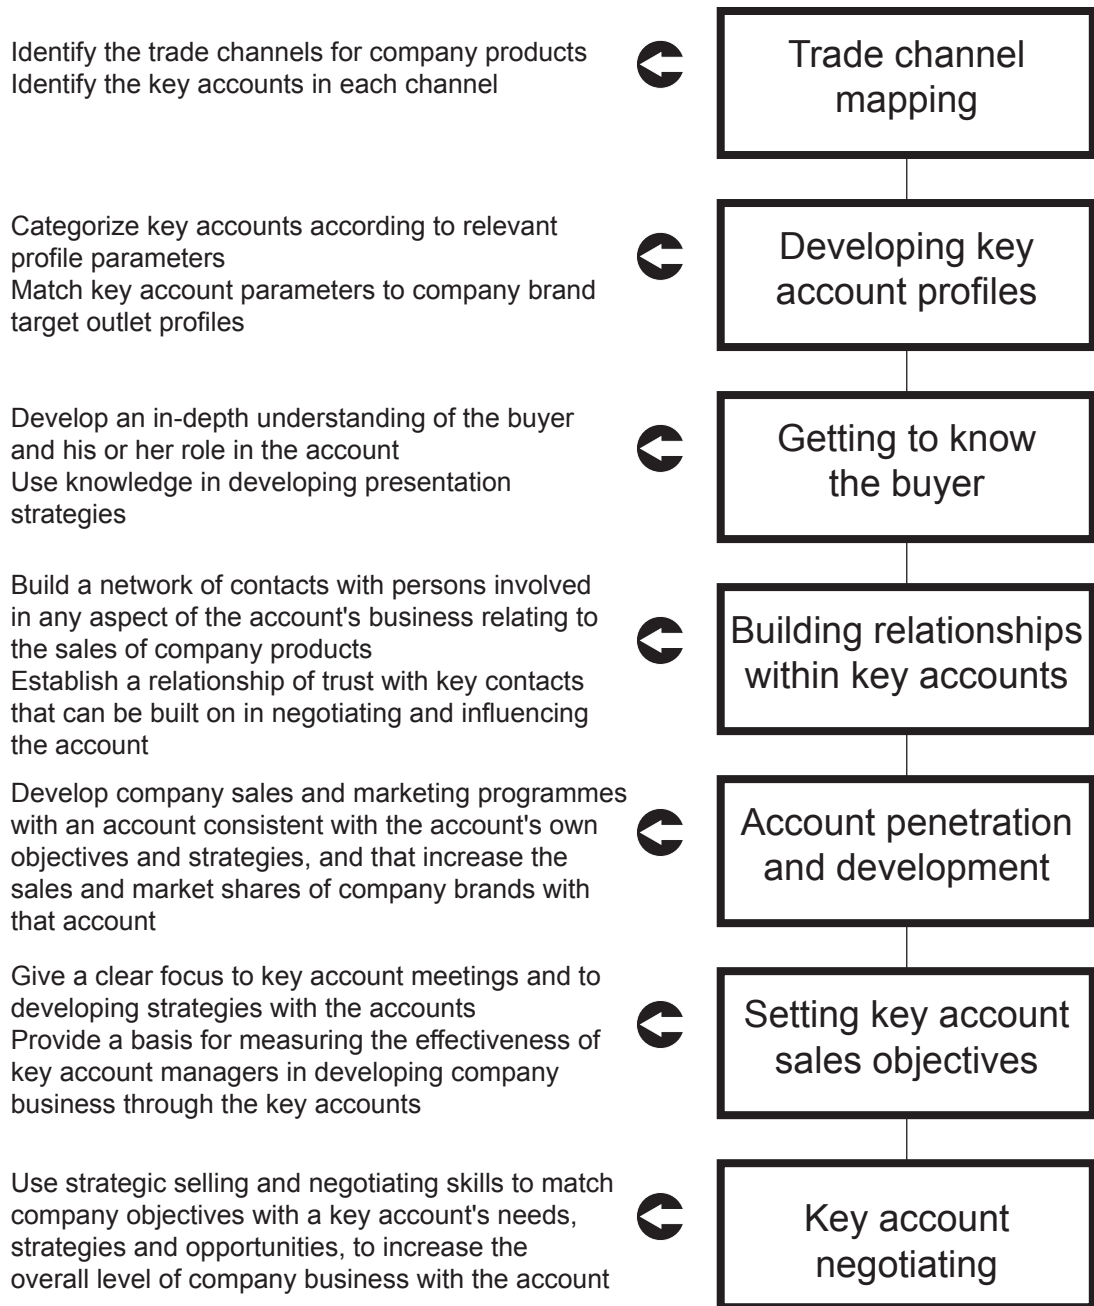 Identify the trade channels for company products
Identify the key accounts in each channel
Trade channel
mapping
Categorize key accounts according to relevant
profile parameters
Match key account parameters to company brand
target outlet profiles
Developing key
account profiles
Develop an in-depth understanding of the buyer
and his or her role in the account
Use knowledge in developing presentation
strategies
Getting to know
the buyer
Build a network of contacts with persons involved
in any aspect of the account's business relating to
the sales of company products
Establish a relationship of trust with key contacts
that can be built on in negotiating and influencing
the account
Building relationships
within key accounts
Develop company sales and marketing programmes
with an account consistent with the account's own
objectives and strategies, and that increase the
sales and market shares of company brands with
that account
Account penetration
and development
Give a clear focus to key account meetings and to
developing strategies with the accounts
Provide a basis for measuring the effectiveness of
key account managers in developing company
business through the key accounts
Setting key account
sales objectives
Use strategic selling and negotiating skills to match
company objectives with a key account's needs,
strategies and opportunities, to increase the
overall level of company business with the account
Key account
negotiating